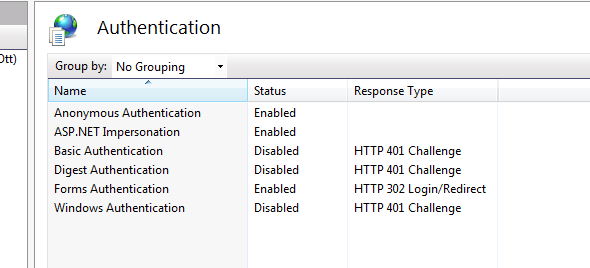 Authentication
Ott)
Group by: No Grouping
Name Status Response Type
Anonymous Authentication Enabled
ASP.NET Impersonation Enabled
Basic Authentication Disabled HTTP 401 Challenge
Digest Authentication Disabled HTTP 401 Challenge
Forms Authentication Enabled HTTP 302 Login/Redirect
Windows Authentication Disabled HTTP 401 Challenge